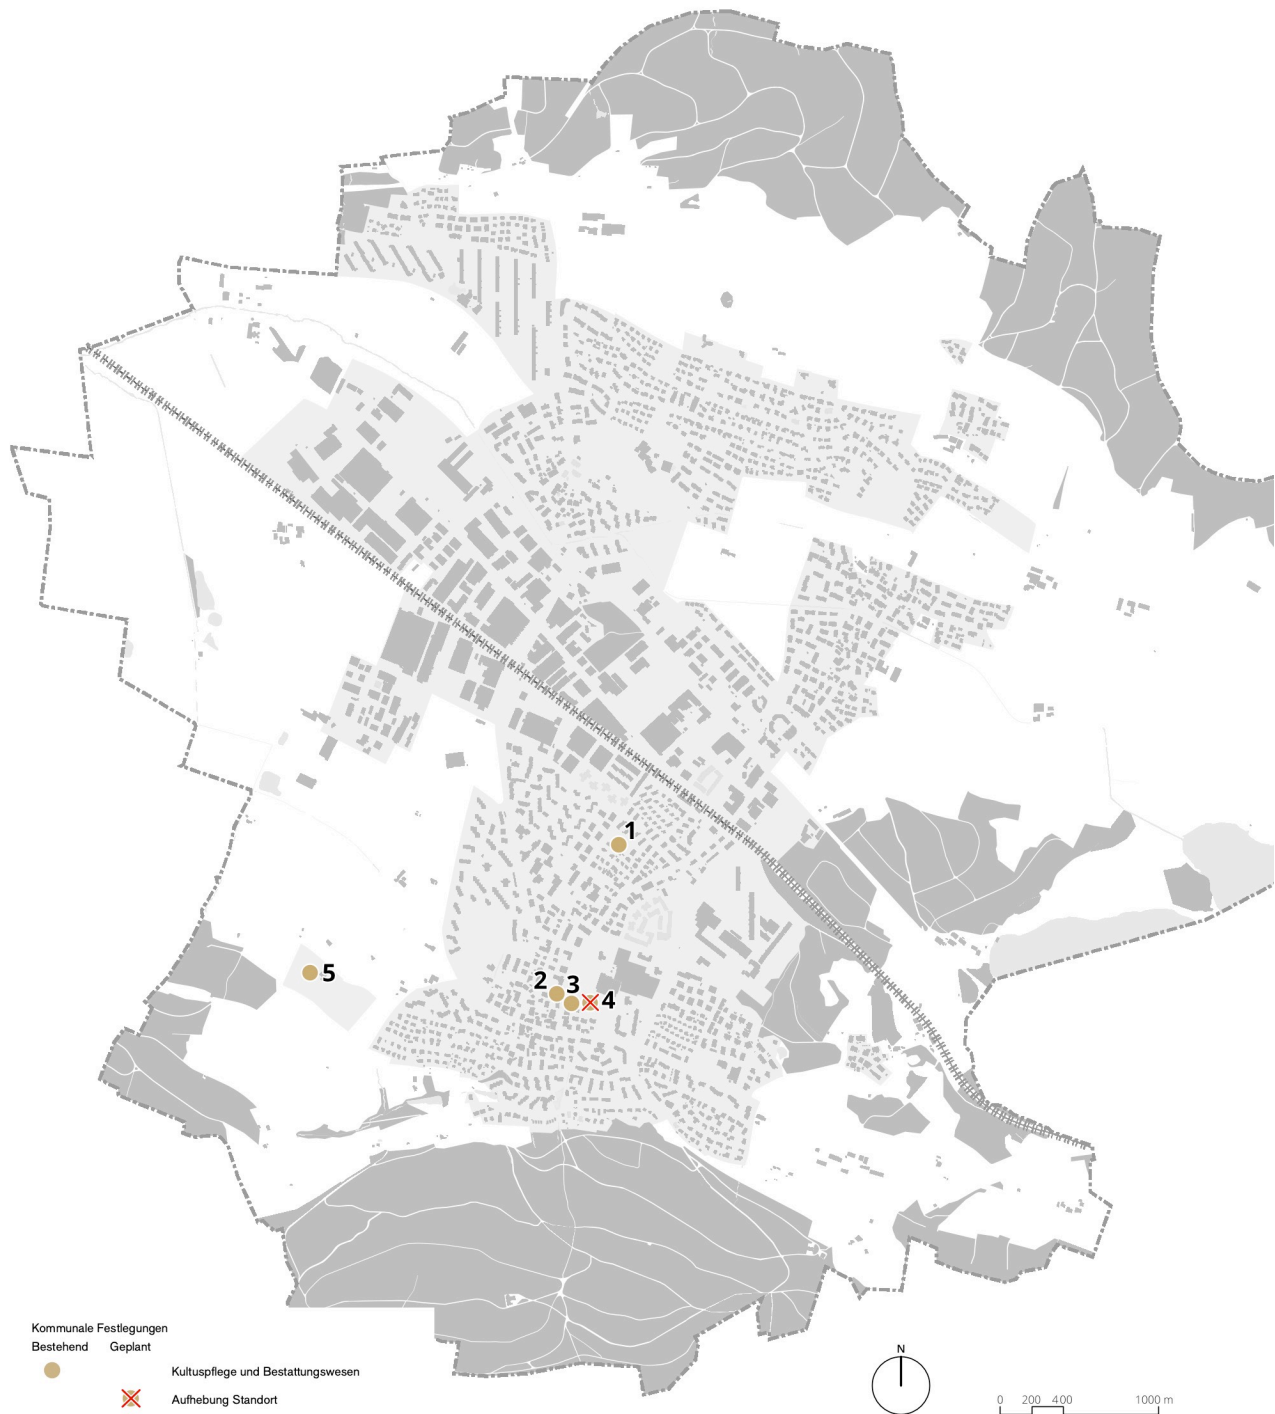 1
2
3
4
5
Kommunale Festlegungen
Bestehend Geplant
Kultuspflege und Bestattungswesen
Aufhebung Standort
N
0 200 400 1000 m